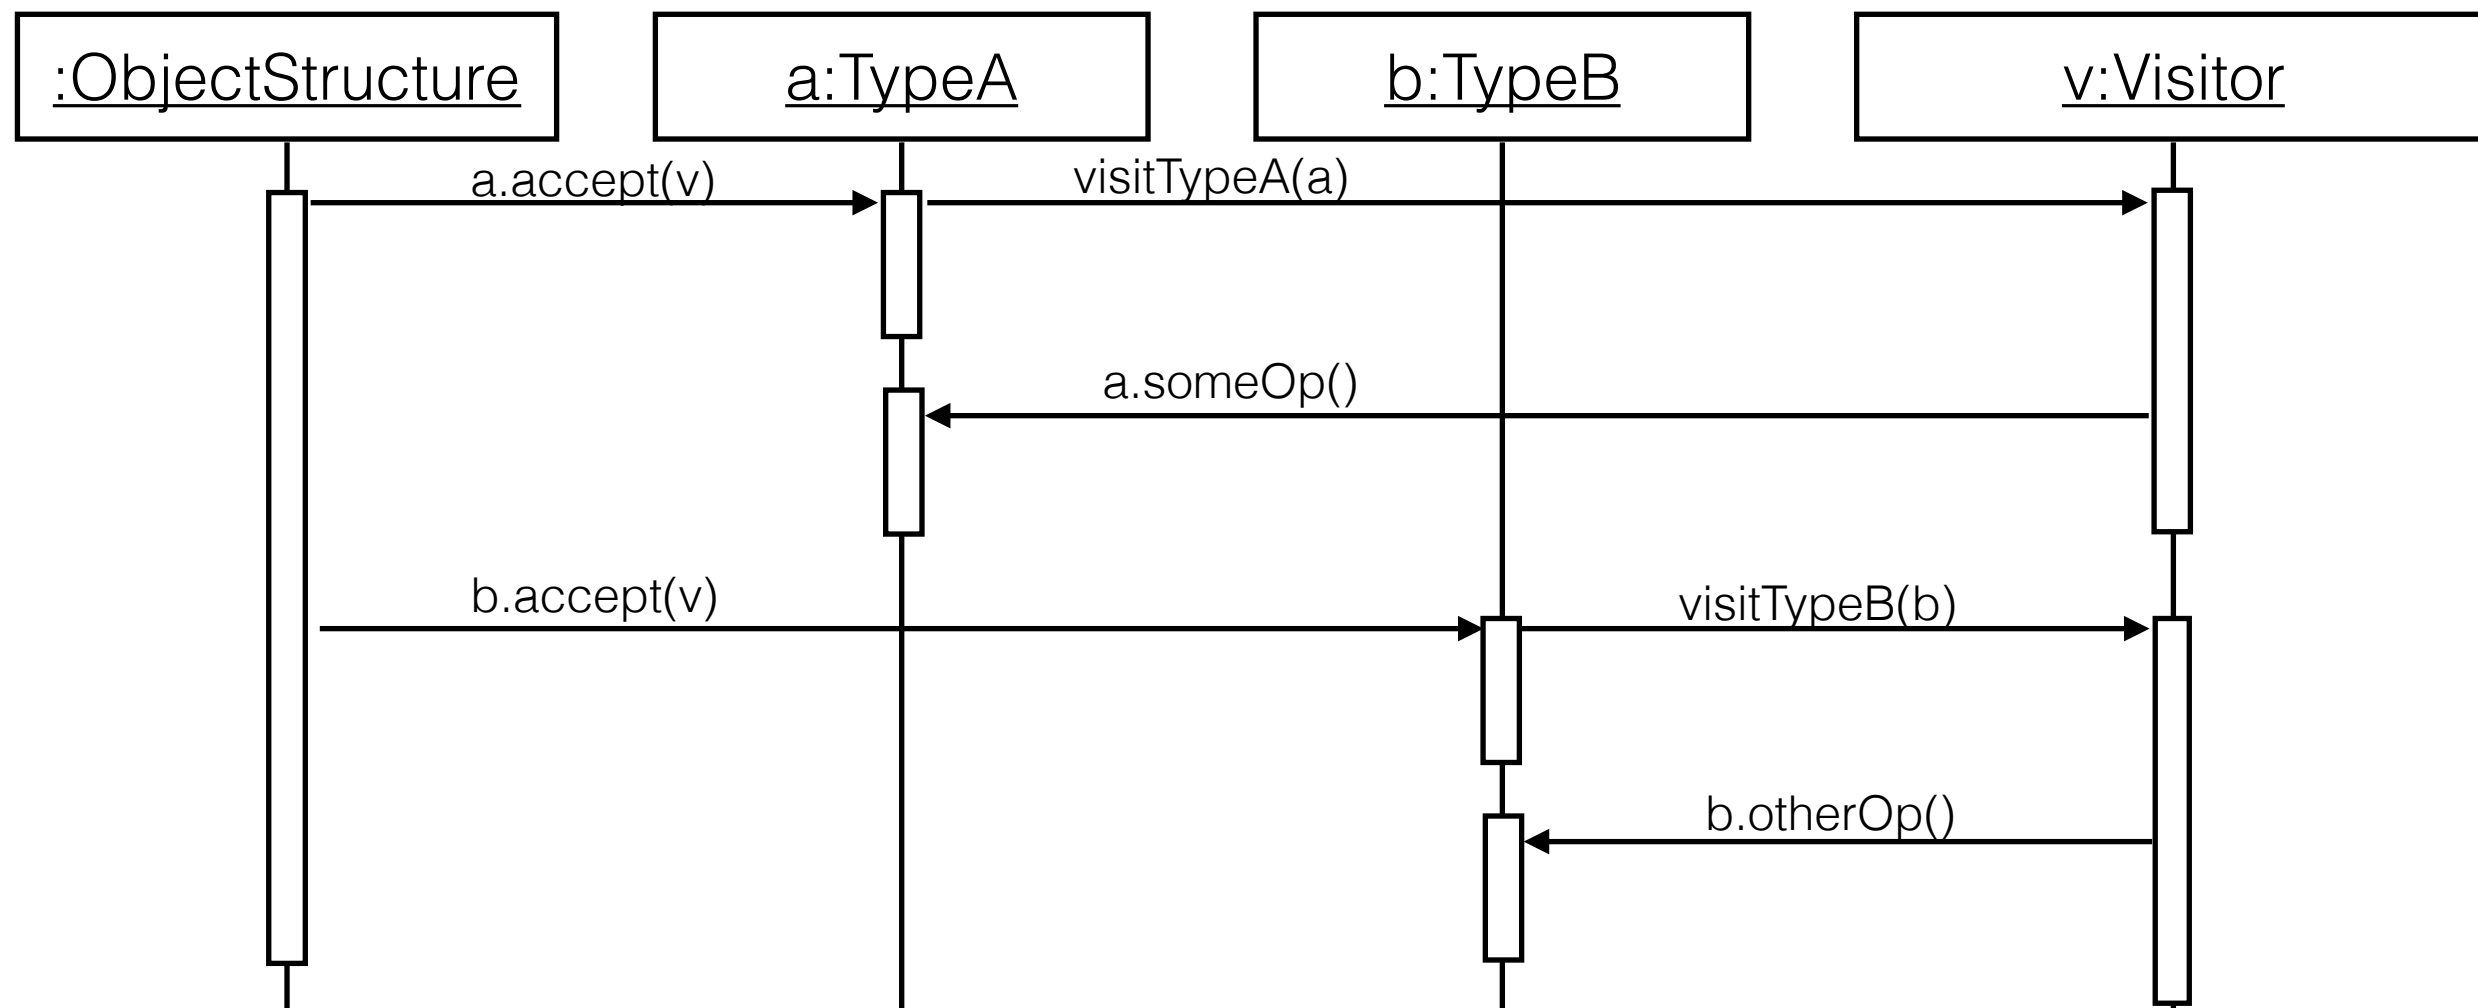 :ObjectStructure
a:TypeA
b:TypeB
v:Visitor
a.accept(v)
visitTypeA(a)
a.someOp()
b.accept(v)
visitTypeB(b)
b.otherOp()